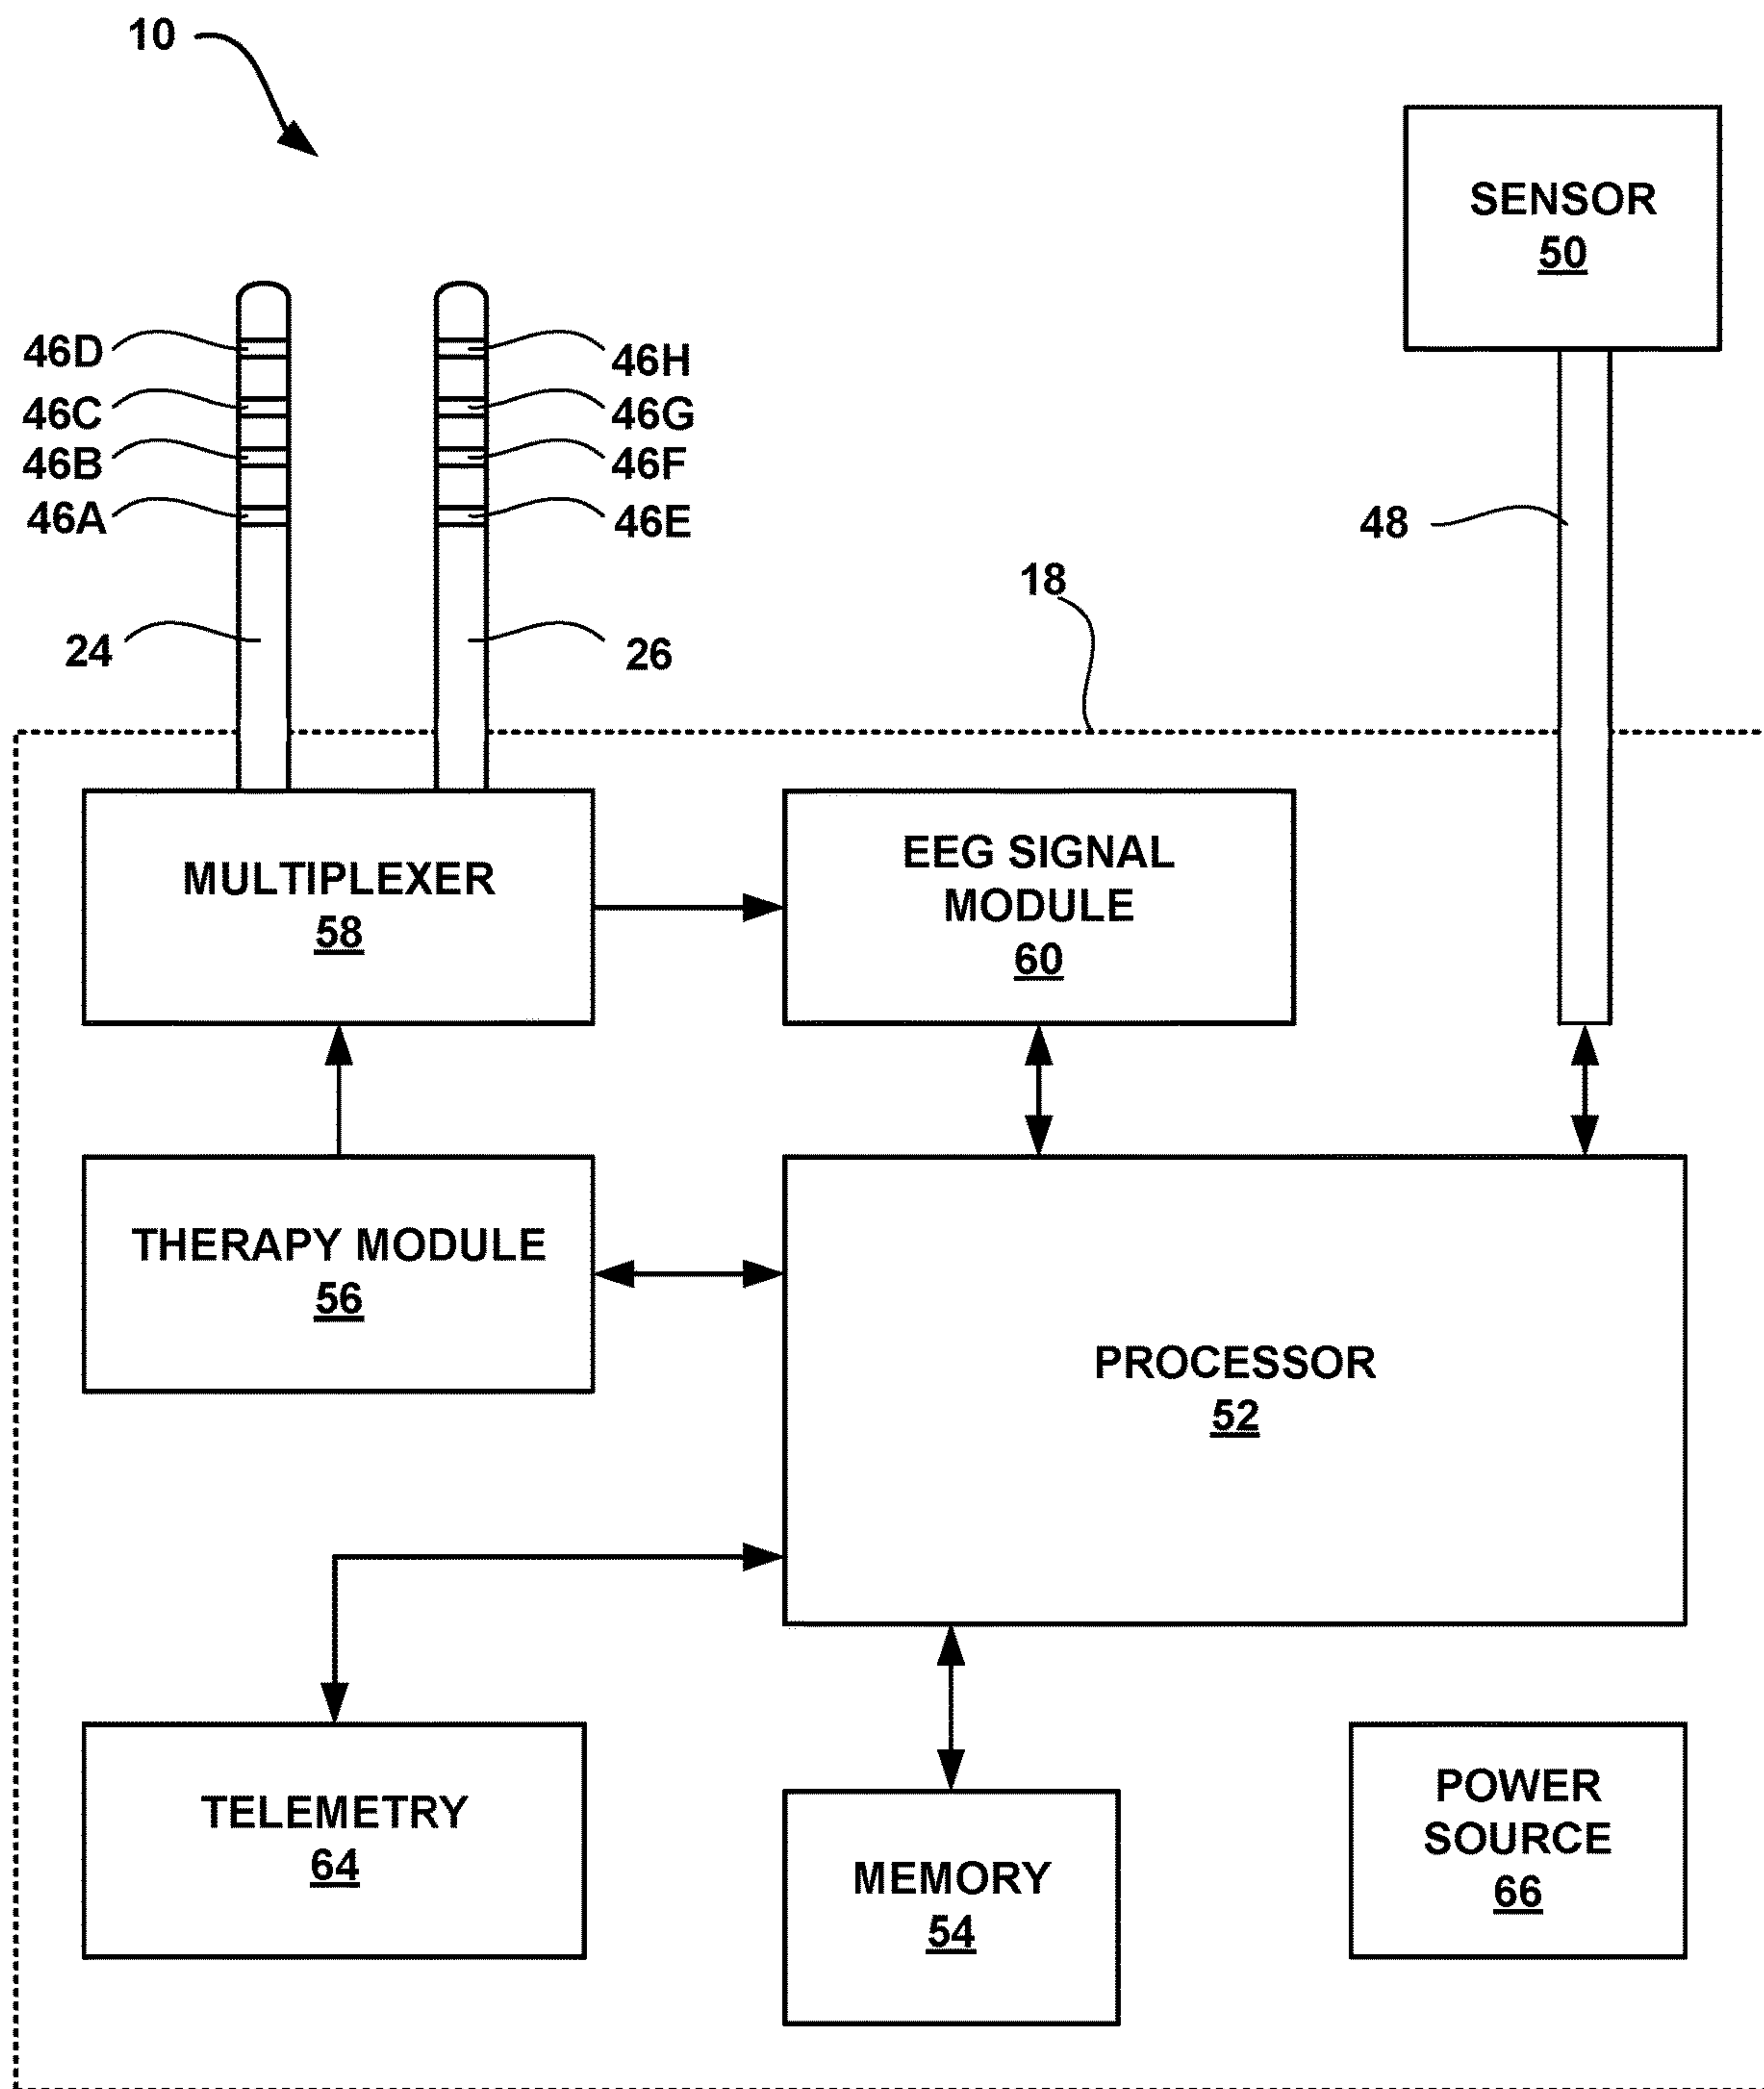 10
SENSOR
50
46D
46H
46C
46G
46B
46F
46A
46E
48
18
24
26
MULTIPLEXER
58
EEG SIGNAL
MODULE
60
THERAPY MODULE
56
PROCESSOR
52
TELEMETRY
64
MEMORY
54
POWER
SOURCE
66